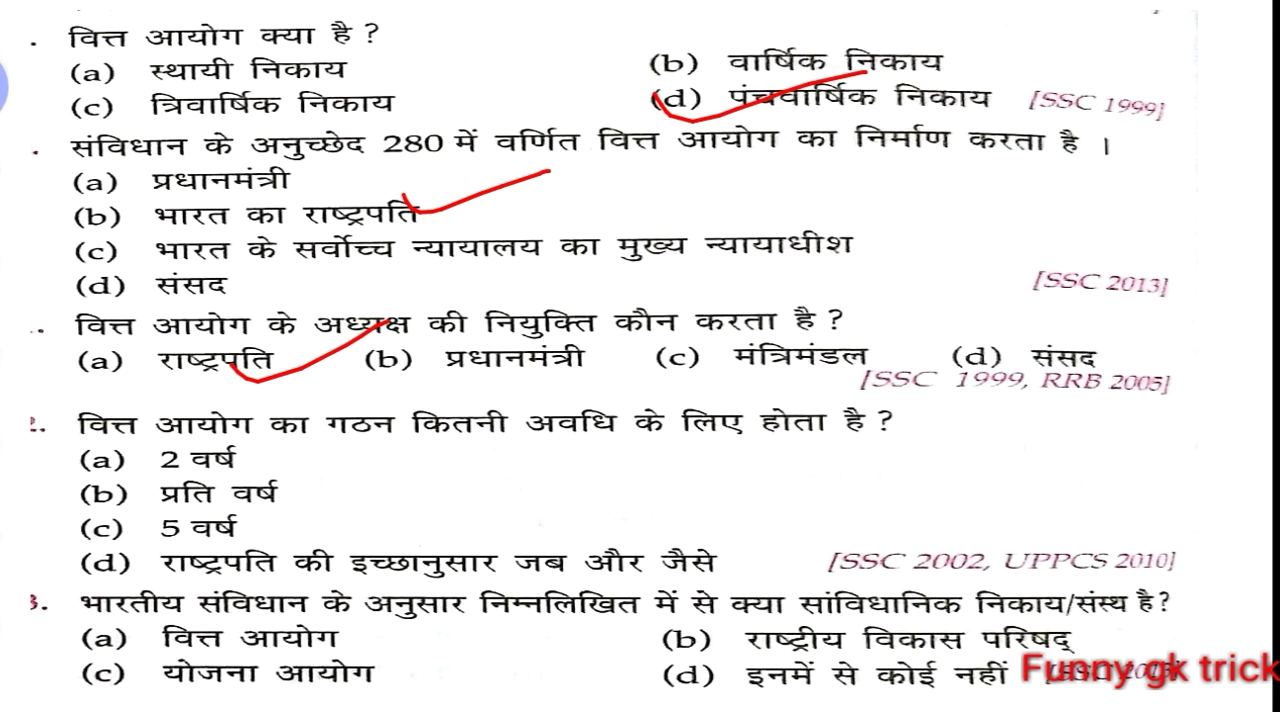 . वित्त आयोग क्या है ?
(a) स्थायी निकाय (b) वार्षिक निकाय
(c) त्रिवार्षिक निकाय (d) पंचवार्षिक निकाय [SSC 1999]
. संविधान के अनुच्छेद 280 में वर्णित वित्त आयोग का निर्माण करता है ।
(a) प्रधानमंत्री
(b) भारत का राष्ट्रपति
(c) भारत के सर्वोच्च न्यायालय का मुख्य न्यायाधीश
(d) संसद [SSC 2013]
. वित्त आयोग के अध्यक्ष की नियुक्ति कौन करता है ?
(a) राष्ट्रपति (b) प्रधानमंत्री (c) मंत्रिमंडल (d) संसद
[SSC 1999, RRB 2005]
2. वित्त आयोग का गठन कितनी अवधि के लिए होता है ?
(a) 2 वर्ष
(b) प्रति वर्ष
(c) 5 वर्ष
(d) राष्ट्रपति की इच्छानुसार जब और जैसे [SSC 2002, UPPCS 2010]
3. भारतीय संविधान के अनुसार निम्नलिखित में से क्या सांविधानिक निकाय/संस्थ है?
(a) वित्त आयोग (b) राष्ट्रीय विकास परिषद्
(c) योजना आयोग (d) इनमें से कोई नहीं Funny gk trick